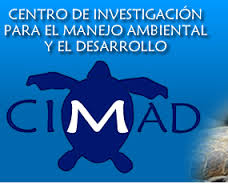 CENTRO DE INVESTIGACIÓN
PARA EL MANEJO AMBIENTAL
Y EL DESARROLLO
CIMAD